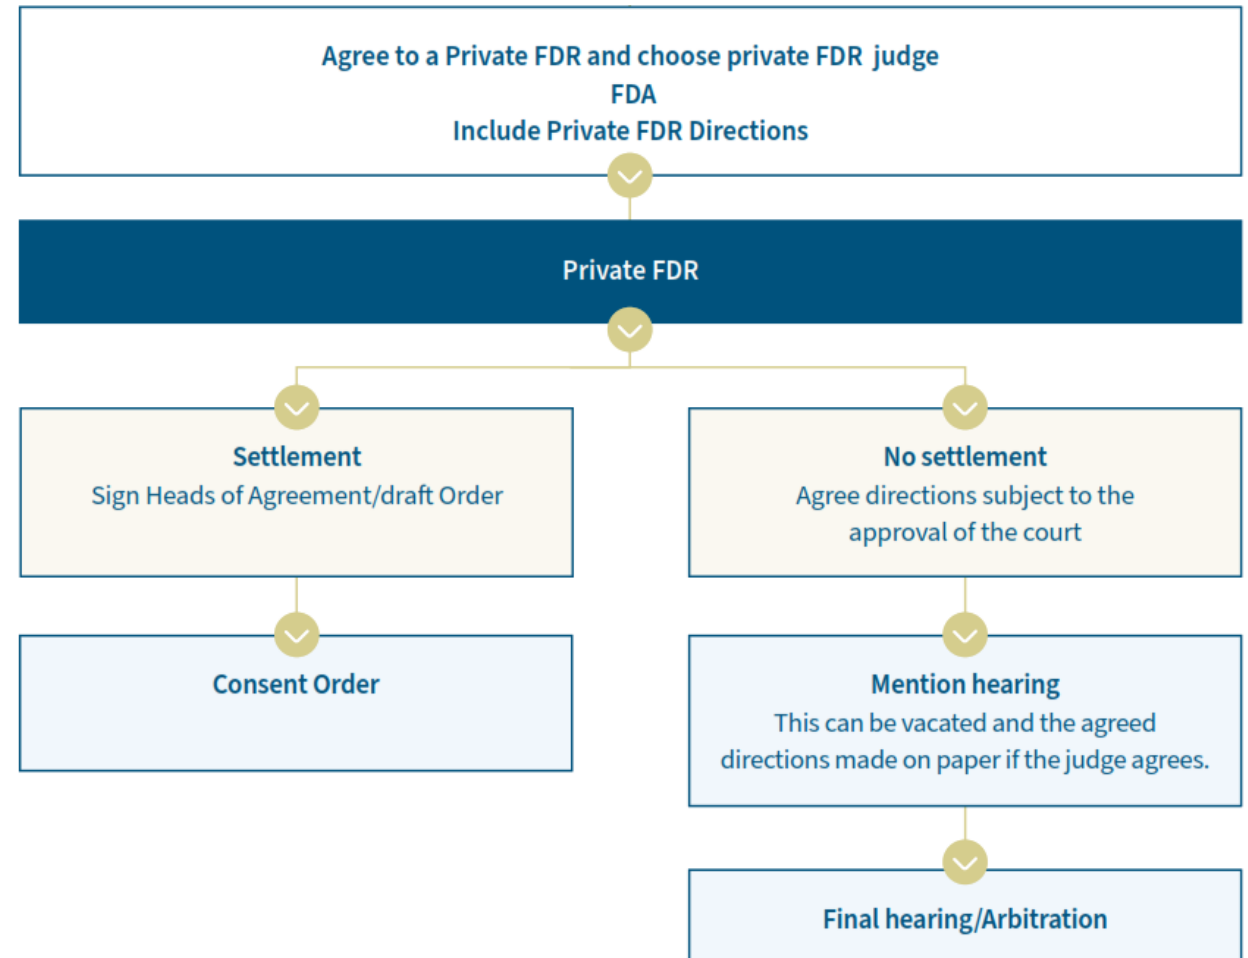 Agree to a Private FDR and choose private FDR judge
FDA
Include Private FDR Directions
Private FDR
Settlement
Sign Heads of Agreement/draft Order
No settlement
Agree directions subject to the
approval of the court
Consent Order
Mention hearing
This can be vacated and the agreed
directions made on paper if the judge agrees.
Final hearing/Arbitration